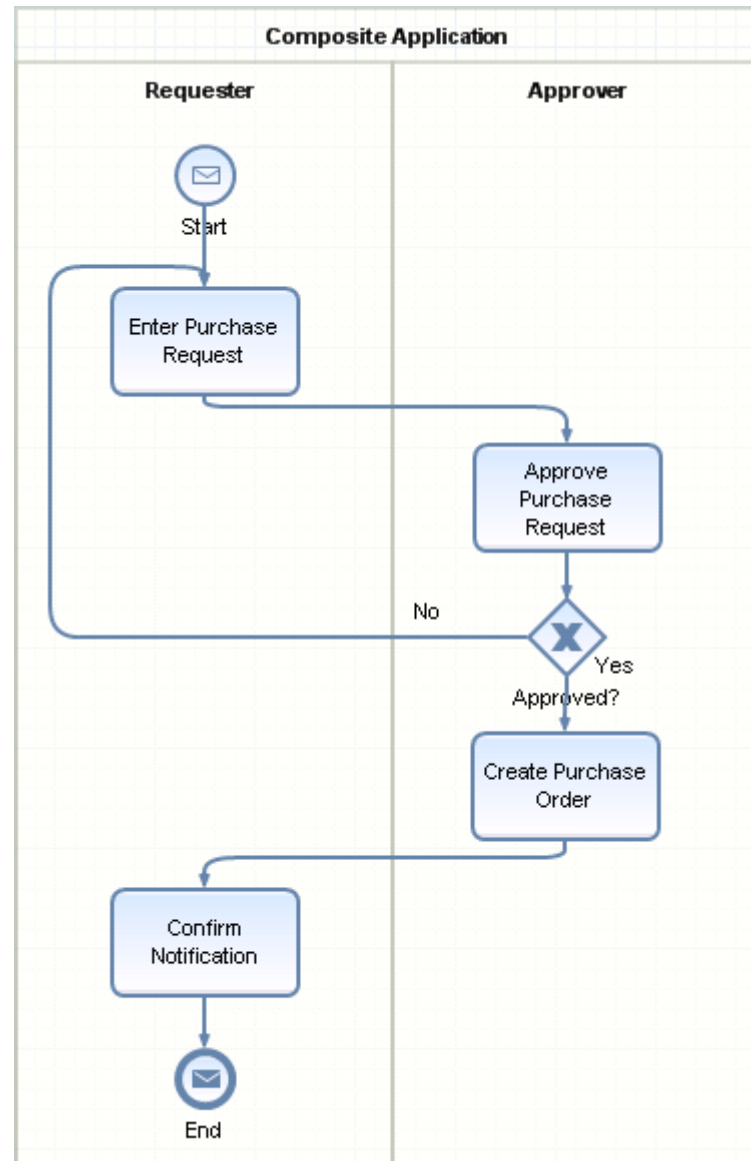 Composite Application
Requester
Approver
Start
Enter Purchase
Request
Approve
Purchase
Request
No
Yes
Approved?
Create Purchase
Order
Confirm
Notification
End